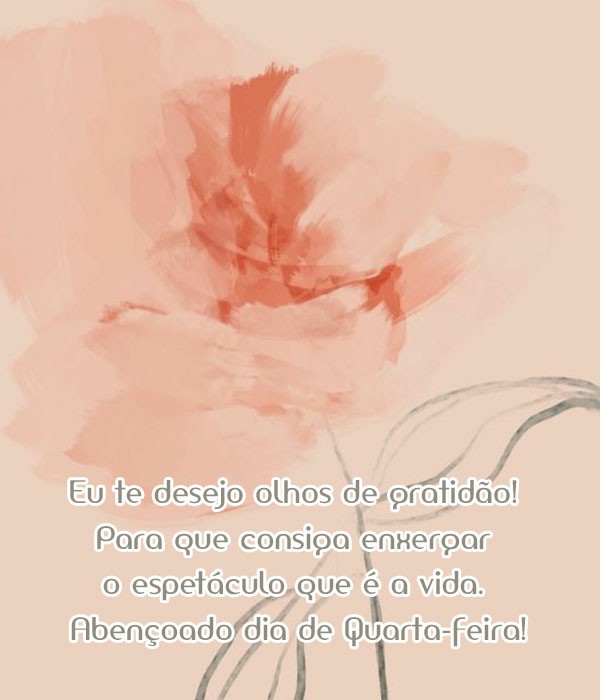 Eu te desejo olhos de gratidão!
Para que consiga enxergar
o espetáculo que é a vida.
Abençoado dia de Quarta-feira!